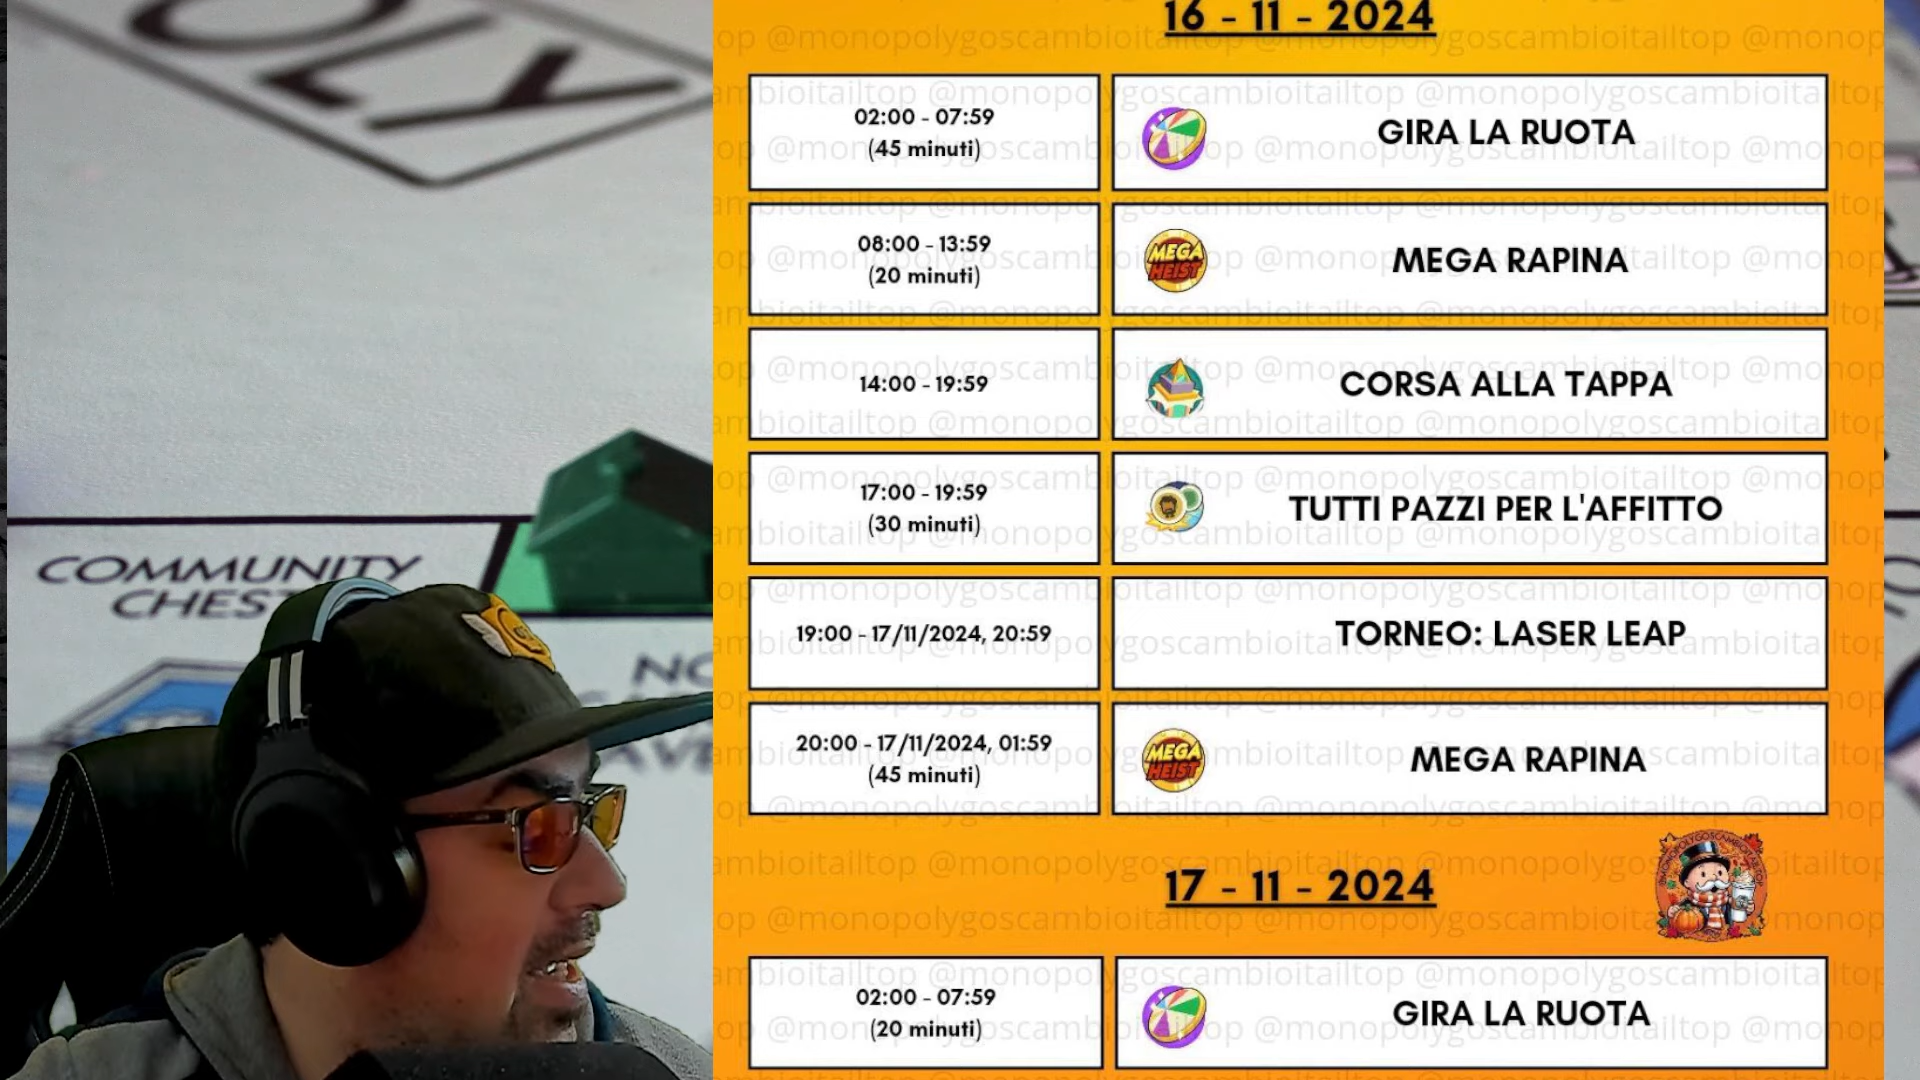 OLY
COMMUNITY
CHEST
16 - 11 - 2024
02:00 - 07:59
(45 minuti)
GIRA LA RUOTA
08:00 - 13:59
(20 minuti)
MEGA
HEIST
MEGA RAPINA
14:00 - 19:59
CORSA ALLA TAPPA
17:00 - 19:59
(30 minuti)
TUTTI PAZZI PER L'AFFITTO
19:00 - 17/11/2024, 20:59
TORNEO: LASER LEAP
20:00 - 17/11/2024, 01:59
(45 minuti)
MEGA
HEIST
MEGA RAPINA
17 - 11 - 2024
02:00 - 07:59
(20 minuti)
GIRA LA RUOTA
@monopolygoscambioitailtop